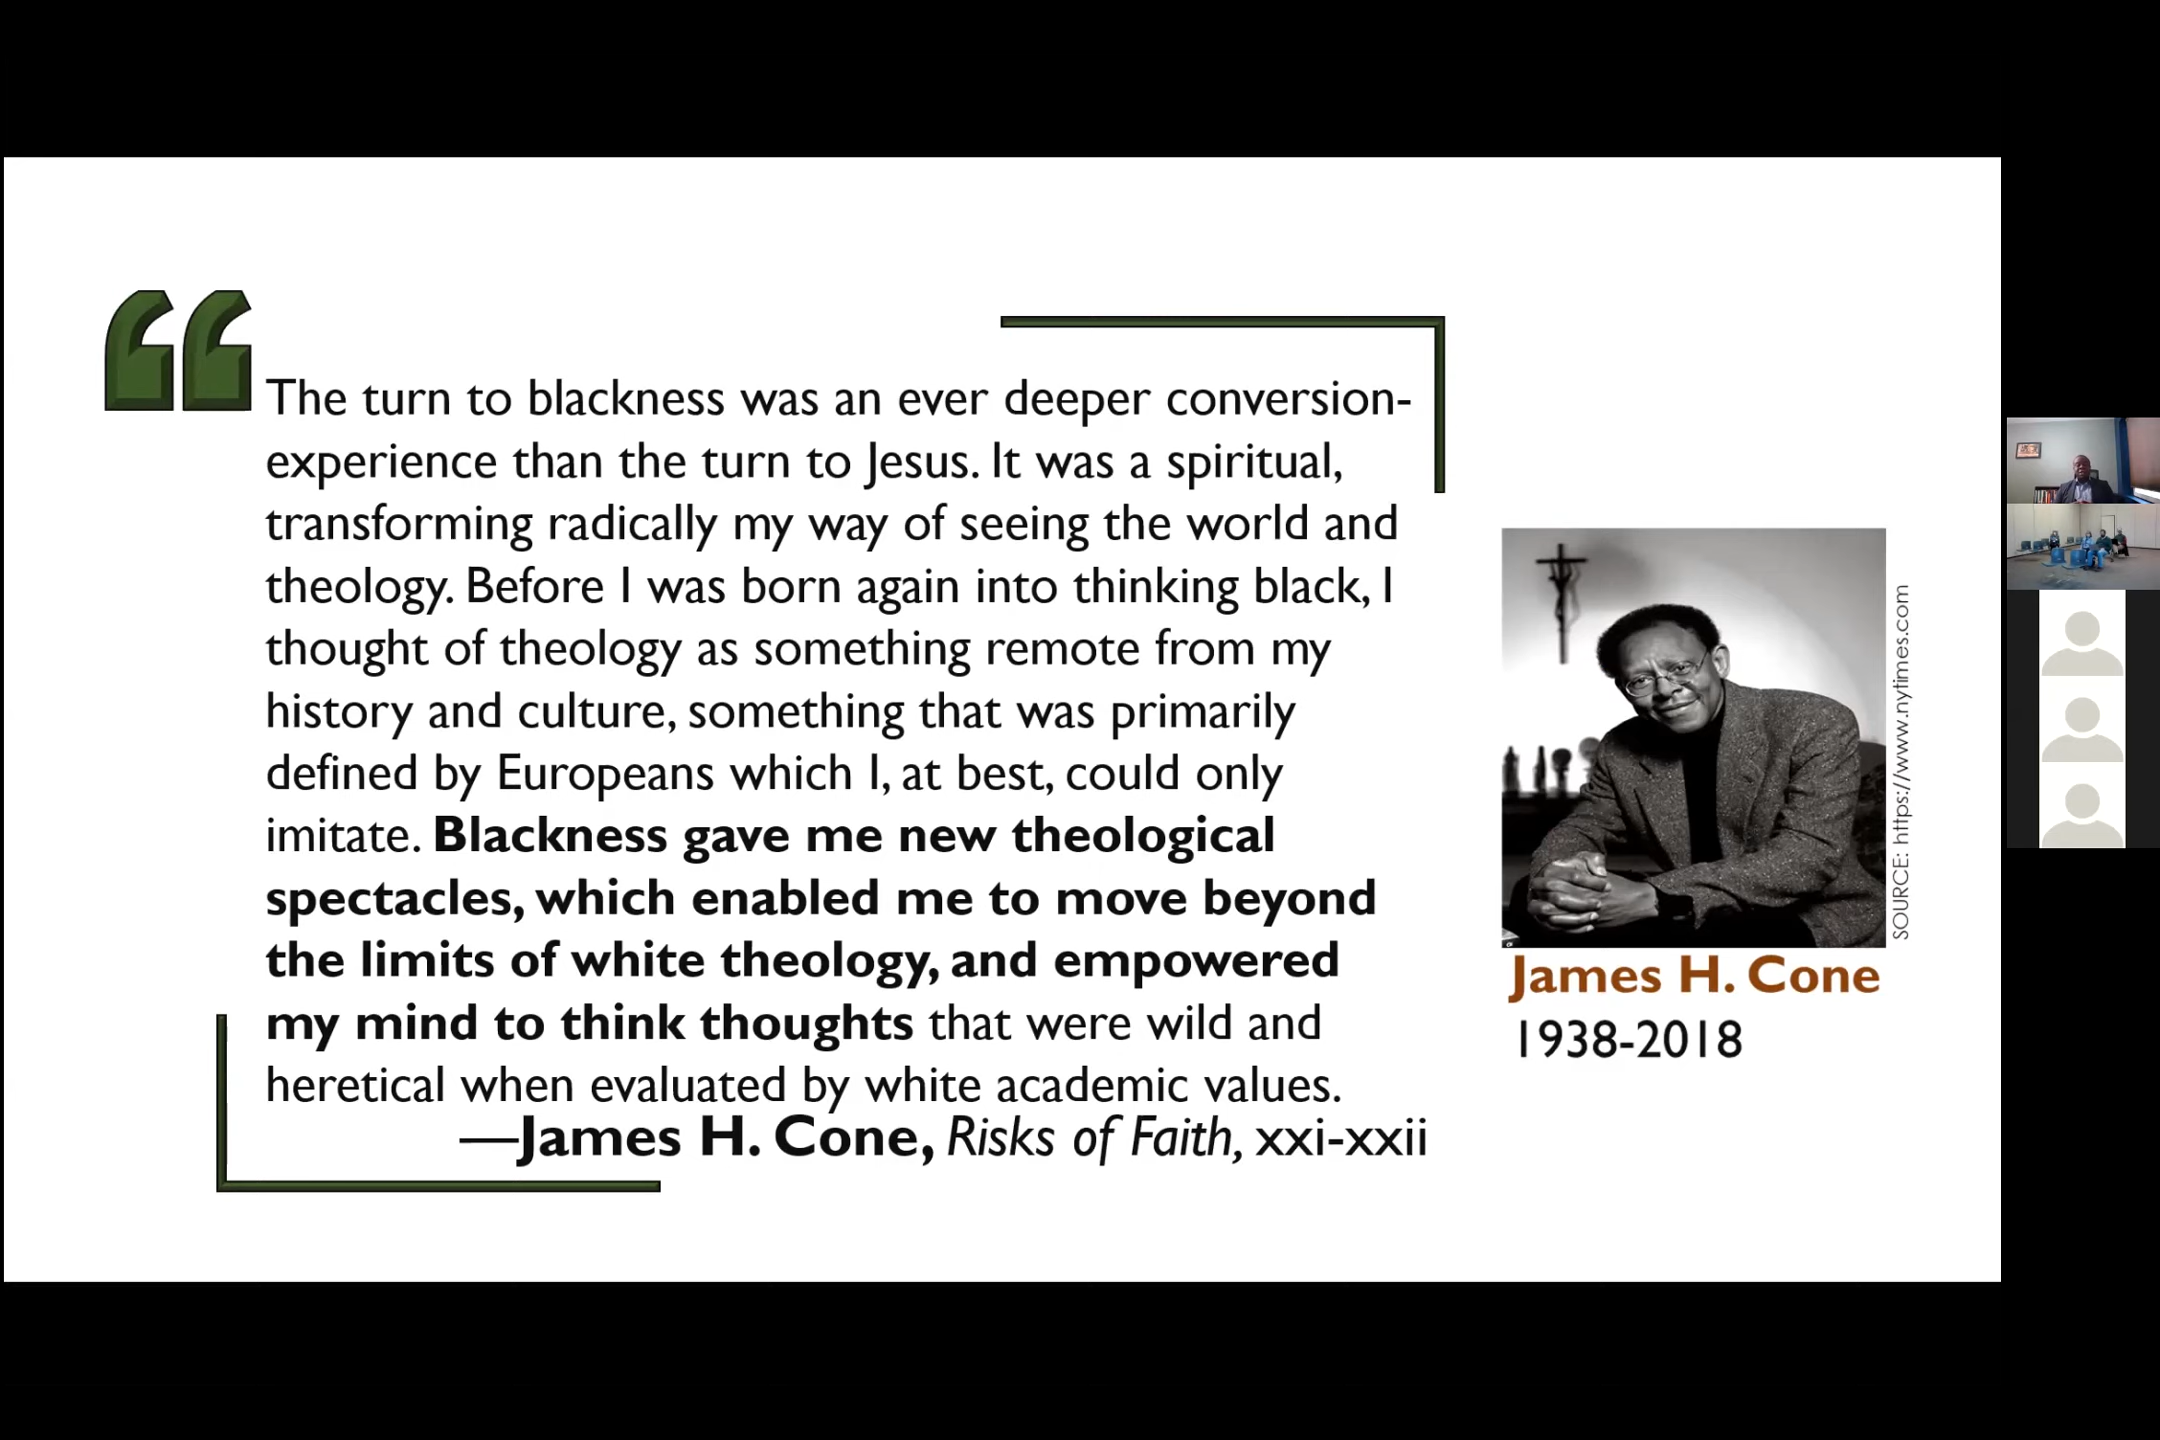 The turn to blackness was an ever deeper conversion-
experience than the turn to Jesus. It was a spiritual,
transforming radically my way of seeing the world and
theology. Before I was born again into thinking black, I
thought of theology as something remote from my
history and culture, something that was primarily
defined by Europeans which I, at best, could only
imitate. Blackness gave me new theological
spectacles, which enabled me to move beyond
the limits of white theology, and empowered
my mind to think thoughts that were wild and
heretical when evaluated by white academic values.
—James H. Cone, Risks of Faith, xxi-xxii
SOURCE: https://www.nytimes.com
James H. Cone
1938-2018